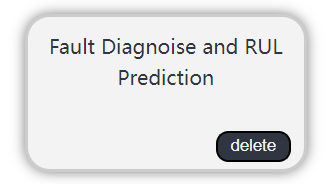 Fault Diagnoise and RUL
Prediction
delete